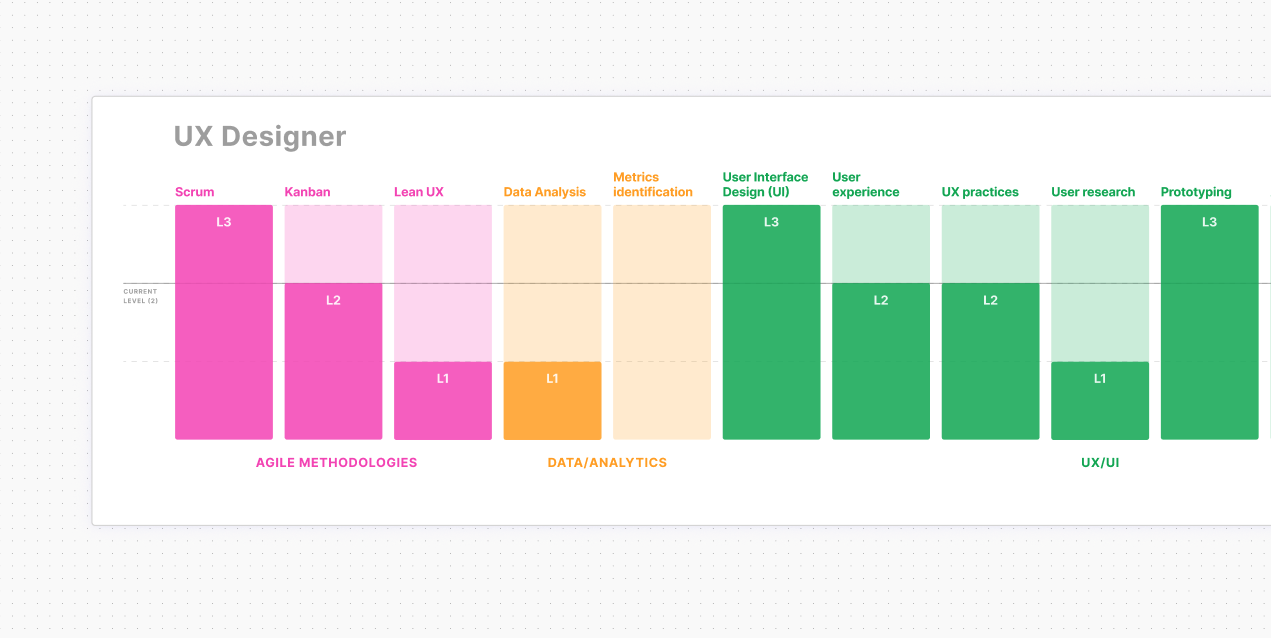 UX Designer
Scrum
Kanban
Lean UX
Data Analysis
Metrics
identification
User Interface
Design (UI)
User
experience
UX practices
User research
Prototyping
L3
L3
L3
CURRENT
LEVEL (2)
L2
L2
L2
L1
L1
L1
AGILE METHODOLOGIES
DATA/ANALYTICS
UX/UI